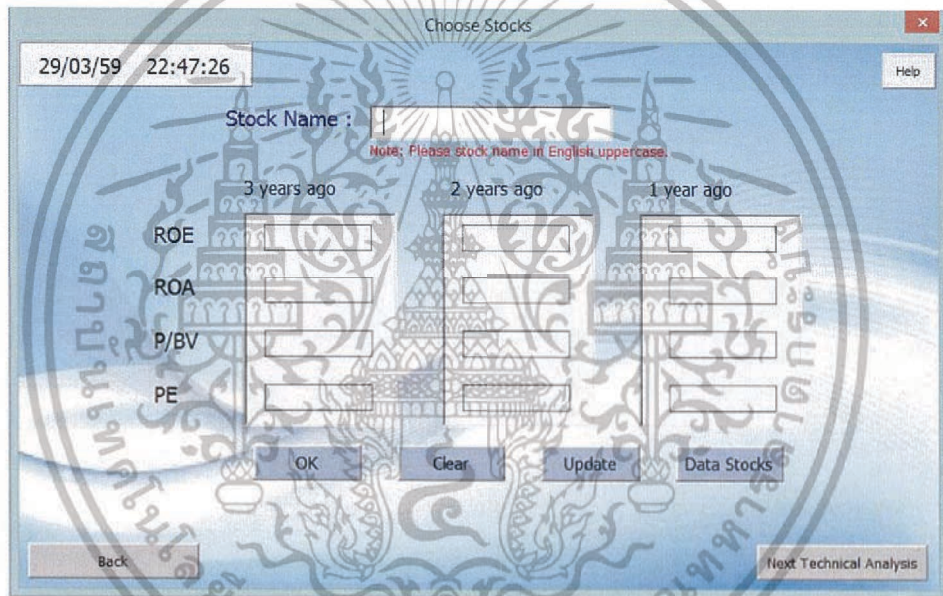 Choose Stocks
29/03/59 22:47:26
Help
Stock Name :
Note: Please stock name in English uppercase.
3 years ago 2 years ago 1 year ago
ROE
ROA
P/BV
PE
OK Clear Update Data Stocks
Back Next Technical Analysis